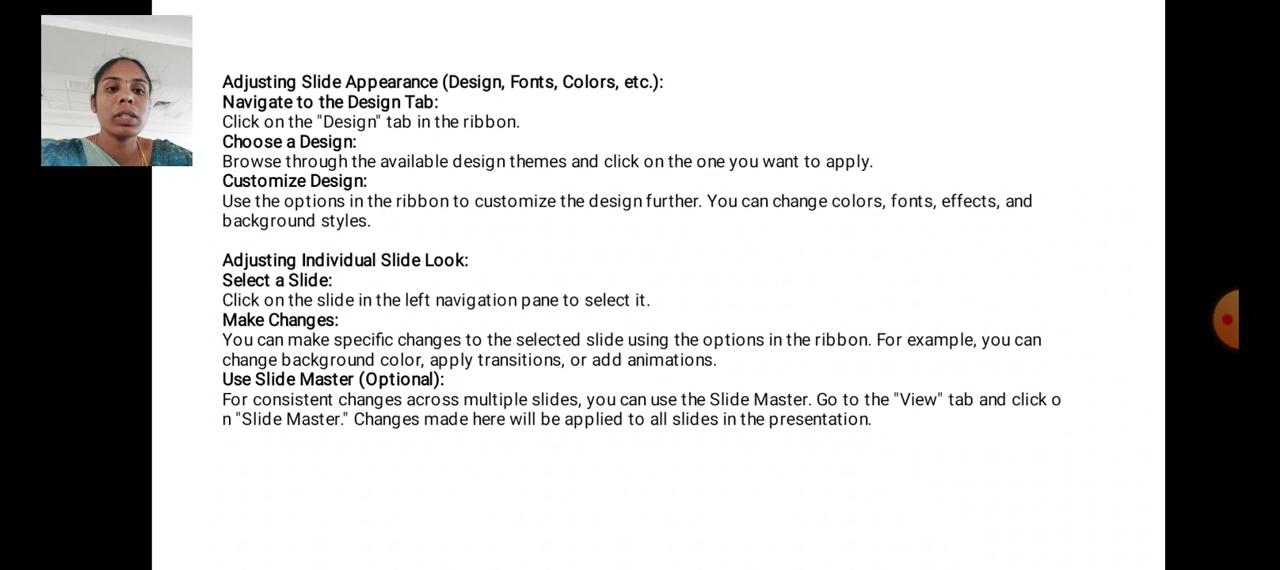 Adjusting Slide Appearance (Design, Fonts, Colors, etc.):
Navigate to the Design Tab:
Click on the "Design" tab in the ribbon.
Choose a Design:
Browse through the available design themes and click on the one you want to apply.
Customize Design:
Use the options in the ribbon to customize the design further. You can change colors, fonts, effects, and
background styles.
Adjusting Individual Slide Look:
Select a Slide:
Click on the slide in the left navigation pane to select it.
Make Changes:
You can make specific changes to the selected slide using the options in the ribbon. For example, you can
change background color, apply transitions, or add animations.
Use Slide Master (Optional):
For consistent changes across multiple slides, you can use the Slide Master. Go to the "View" tab and click o
n "Slide Master." Changes made here will be applied to all slides in the presentation.